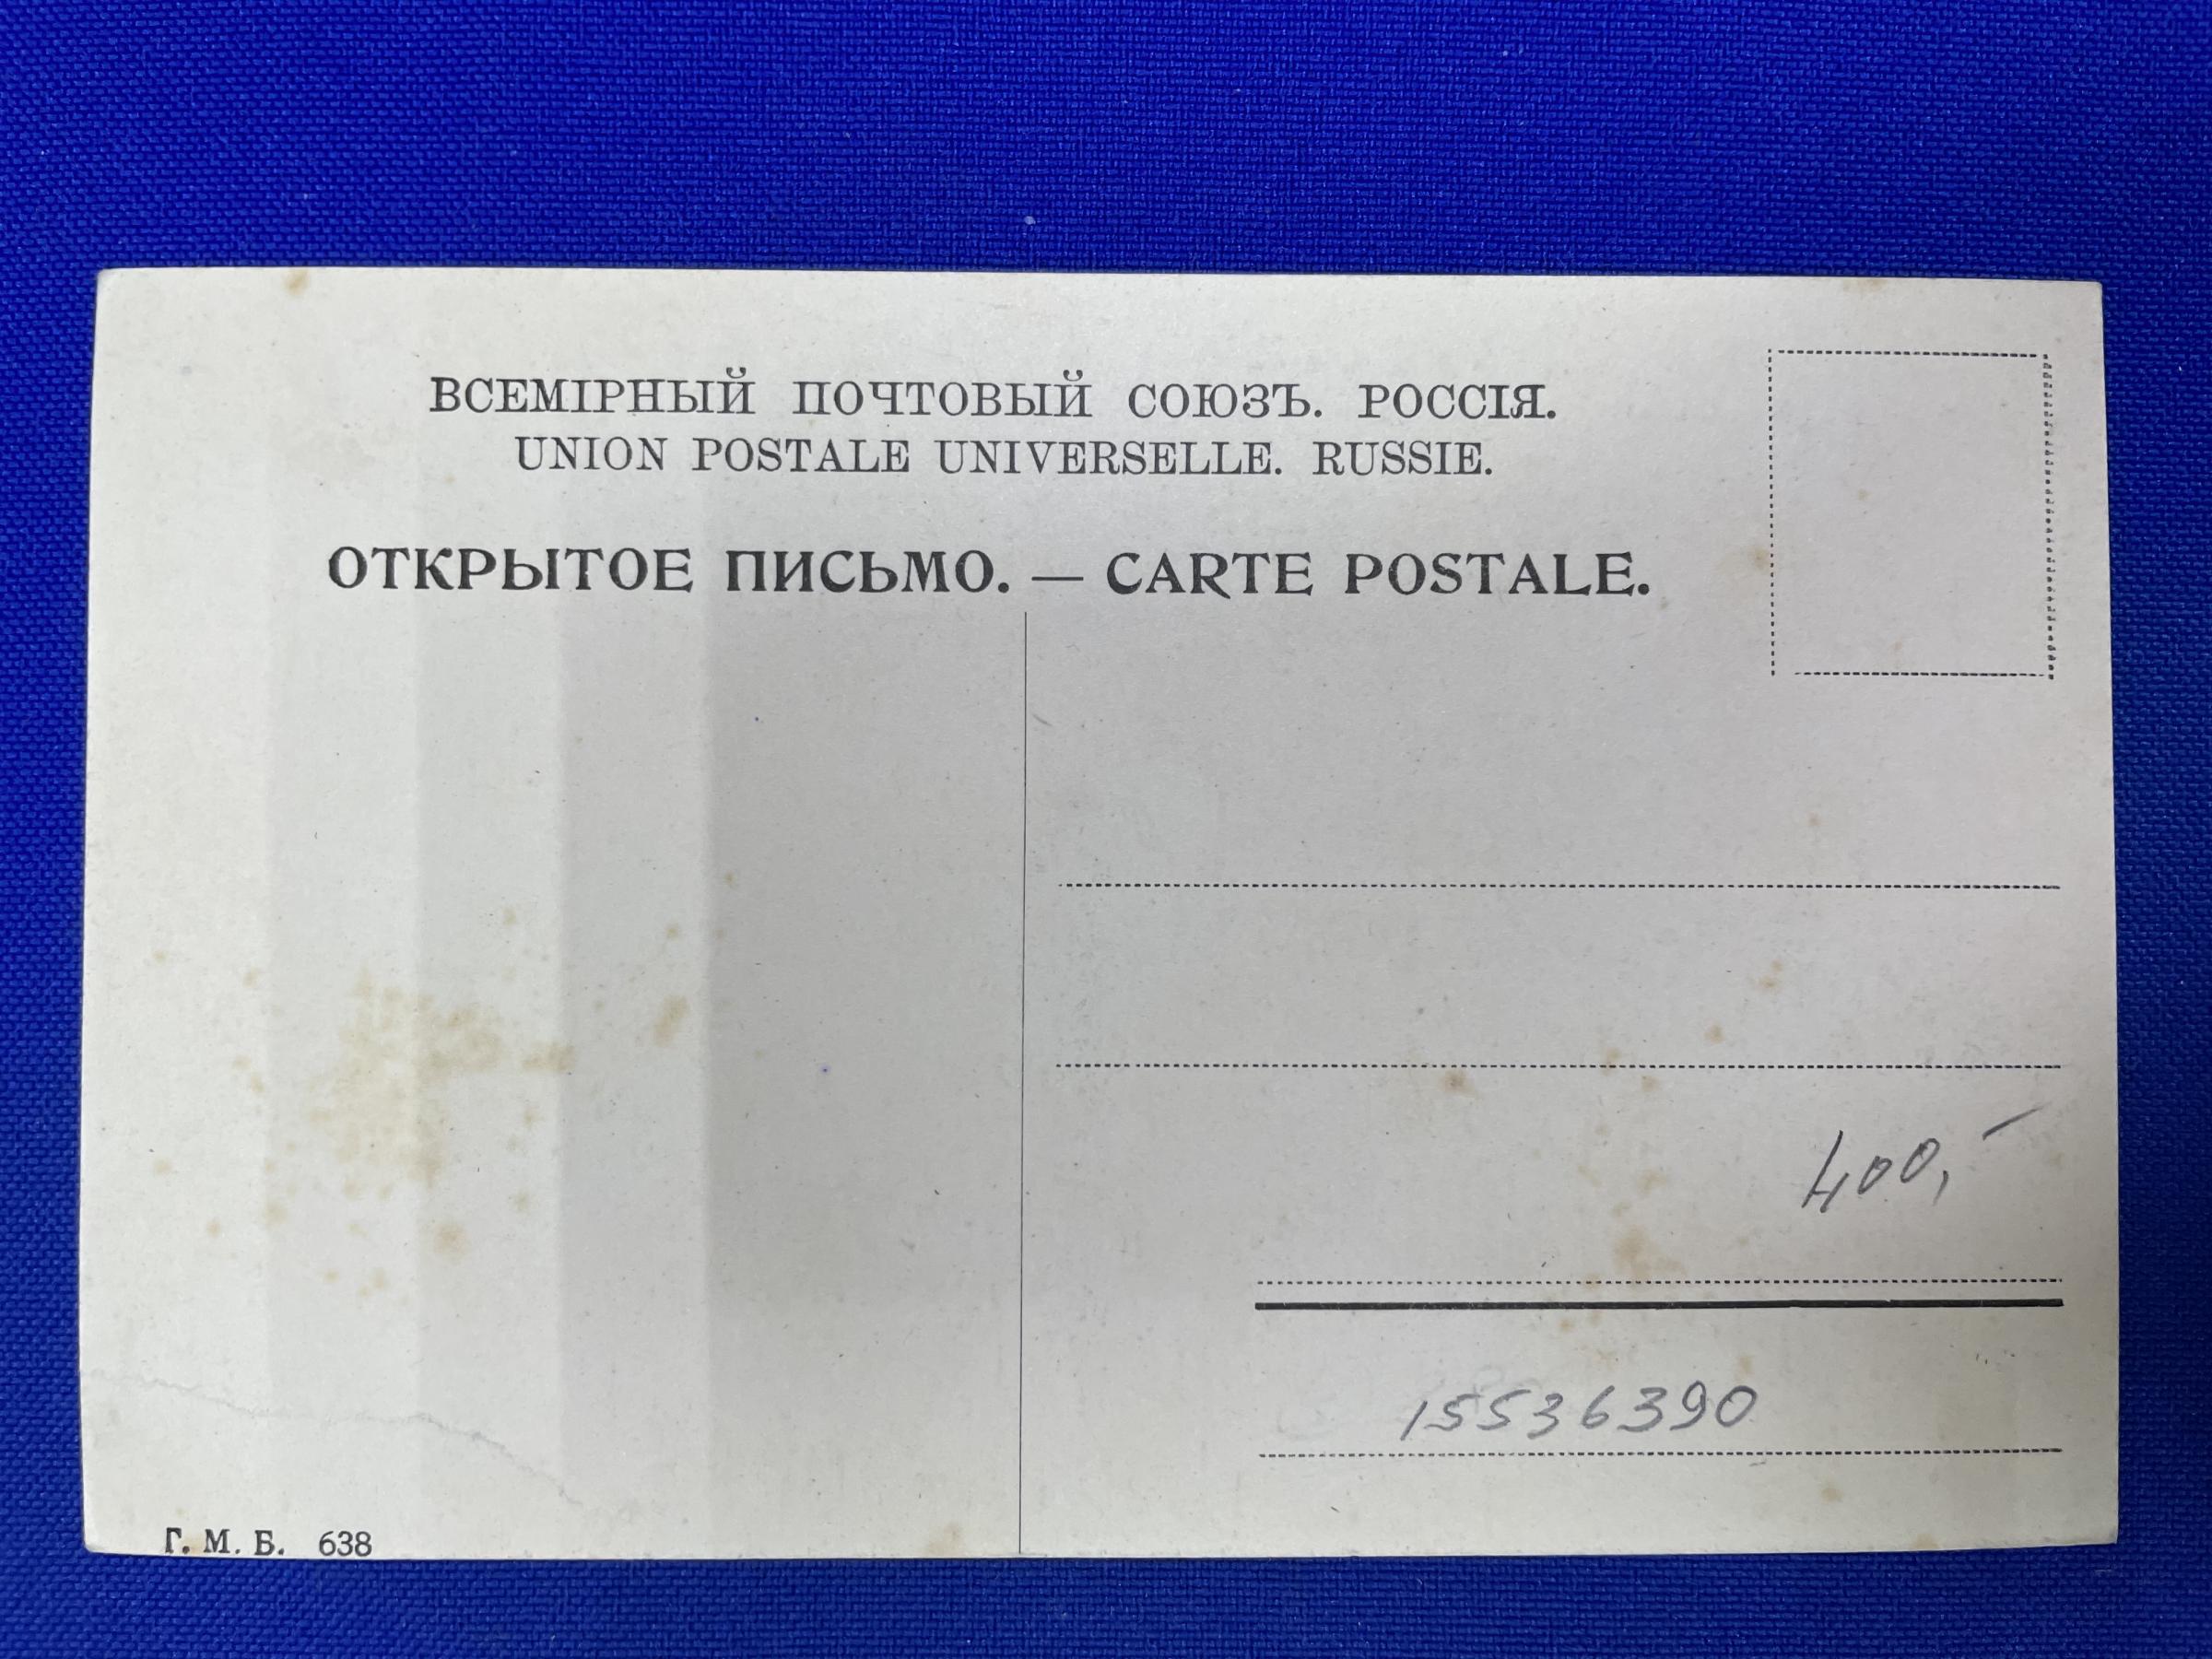 ВСЕМІРНЫЙ ПОЧТОВЫЙ СОЮЗЪ. РОССІЯ.
UNION POSTALE UNIVERSELLE. RUSSIE.
ОТКРЫТОЕ ПИСЬМО. — CARTE POSTALE.
400,-
15536390
Г. М. Б. 638